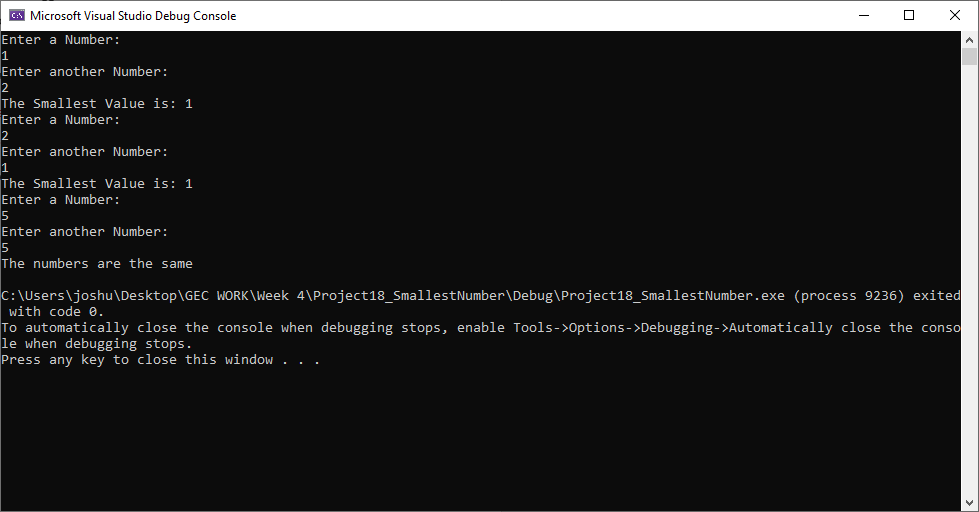 Microsoft Visual Studio Debug Console
Enter a Number:
1
Enter another Number:
2
The Smallest Value is: 1
Enter a Number:
2
Enter another Number:
1
The Smallest Value is: 1
Enter a Number:
5
Enter another Number:
5
The numbers are the same
C:\Users\joshu\Desktop\GEC WORK\Week 4\Project18_SmallestNumber\Debug\Project18_SmallestNumber.exe (process 9236) exited
with code 0.
To automatically close the console when debugging stops, enable Tools->Options->Debugging->Automatically close the conso
le when debugging stops.
Press any key to close this window . . .